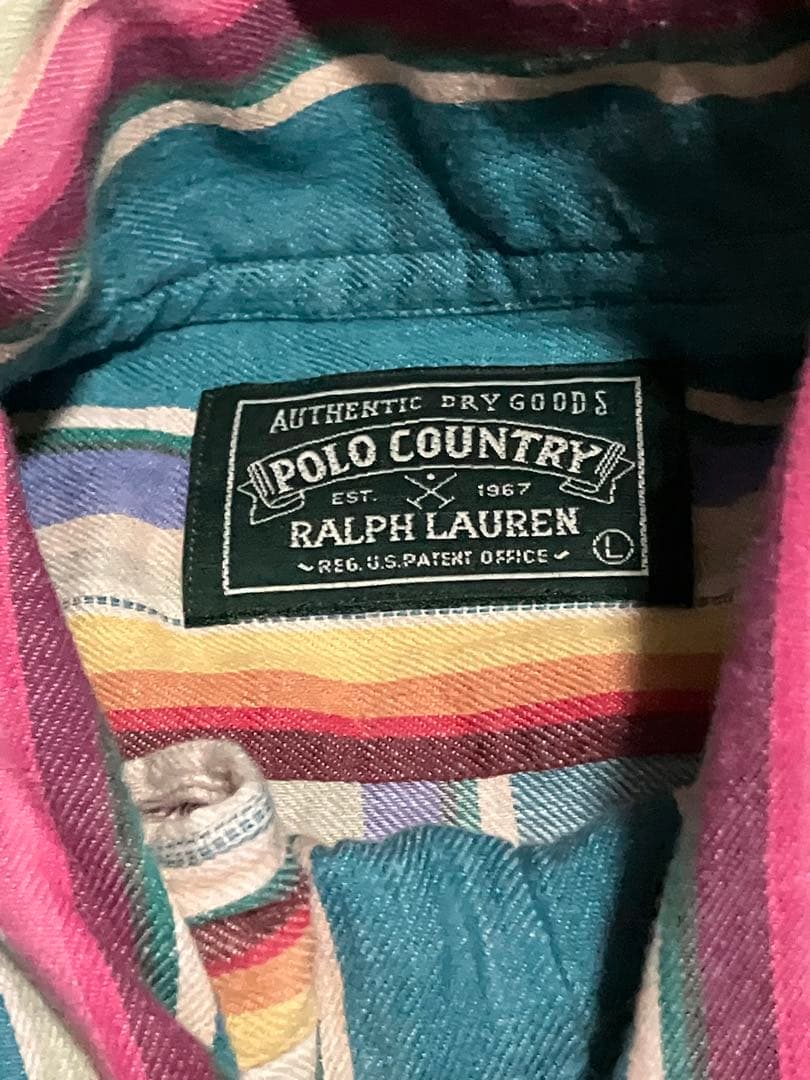 AUTHENTIC DRY GOODS
POLO COUNTRY
EST. 1967
RALPH LAUREN
REG. U.S. PATENT OFFICE
L